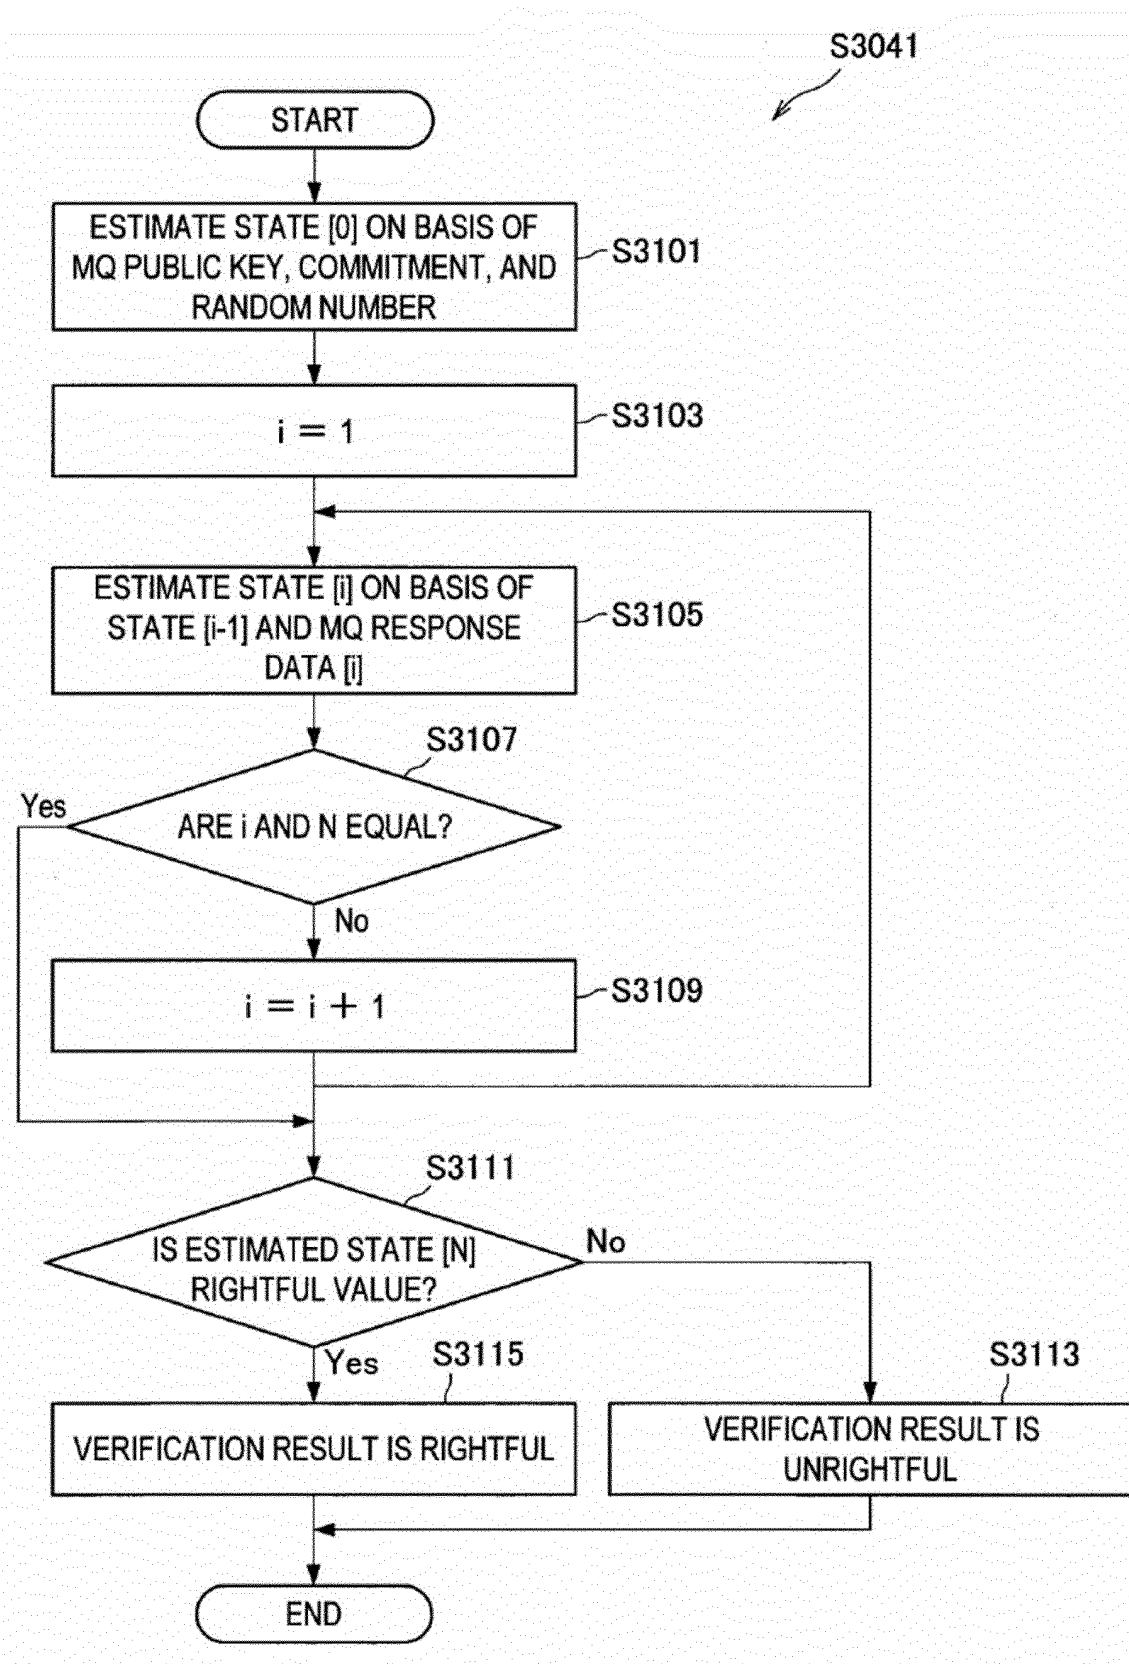 S3041
START
ESTIMATE STATE [0] ON BASIS OF
MQ PUBLIC KEY, COMMITMENT, AND
RANDOM NUMBER
S3101
i = 1
S3103
ESTIMATE STATE [i] ON BASIS OF
STATE [i-1] AND MQ RESPONSE
DATA [i]
S3105
S3107
Yes
ARE i AND N EQUAL?
No
i = i + 1
S3109
S3111
IS ESTIMATED STATE [N]
RIGHTFUL VALUE?
No
Yes
S3115
S3113
VERIFICATION RESULT IS RIGHTFUL
VERIFICATION RESULT IS
UNRIGHTFUL
END